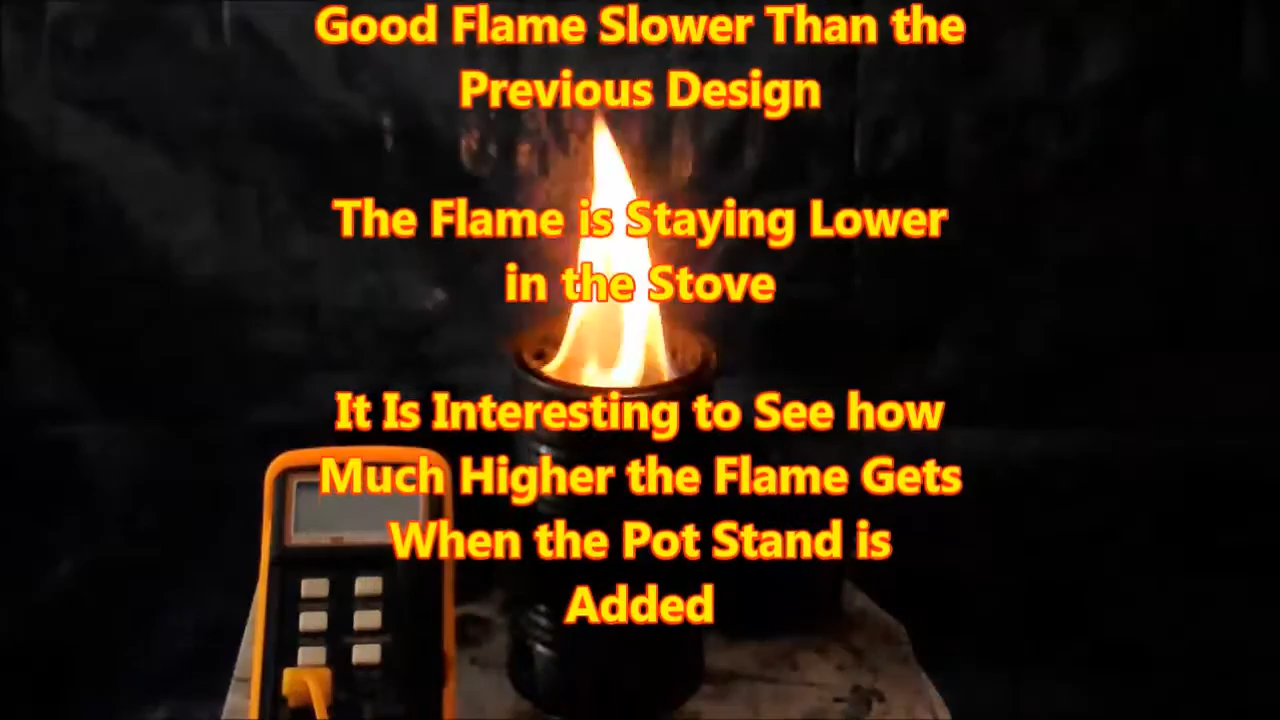 Good Flame Slower Than the
Previous Design
The Flame is Staying Lower
in the Stove
It Is Interesting to See how
Much Higher the Flame Gets
When the Pot Stand is
Added